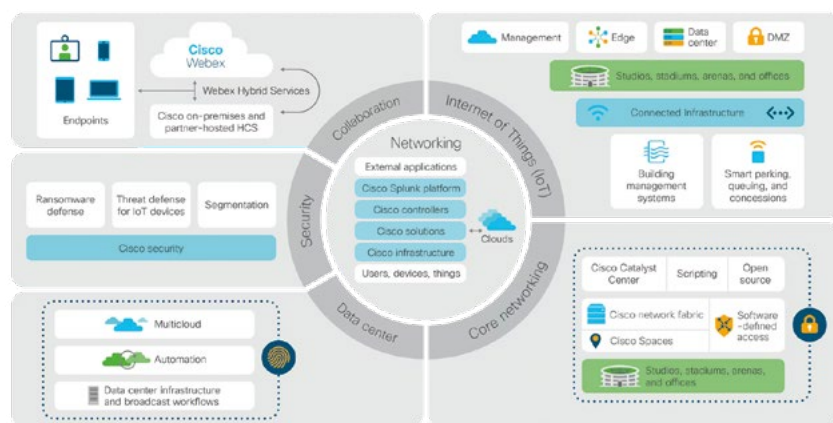 Cisco
Webex
Webex Hybrid Services
Endpoints
Cisco on-premises and
partner-hosted HCS
Collaboration
Internet of Things (IoT)
Management
Edge
Data
center
DMZ
Studios, stadiums, arenas, and offices
Connected Infrastructure
Building
management
systems
Smart parking,
queuing, and
concessions
Security
Ransomware
defense
Threat defense
for IoT devices
Segmentation
Cisco security
Networking
External applications
Cisco Splunk platform
Cisco controllers
Cisco solutions
Cisco infrastructure
Users, devices, things
Clouds
Data center
Multicloud
Automation
Data center infrastructure
and broadcast workflows
Core networking
Cisco Catalyst
Center
Scripting
Open
source
Cisco network fabric
Cisco Spaces
Software
-defined
access
Studios, stadiums, arenas,
and offices